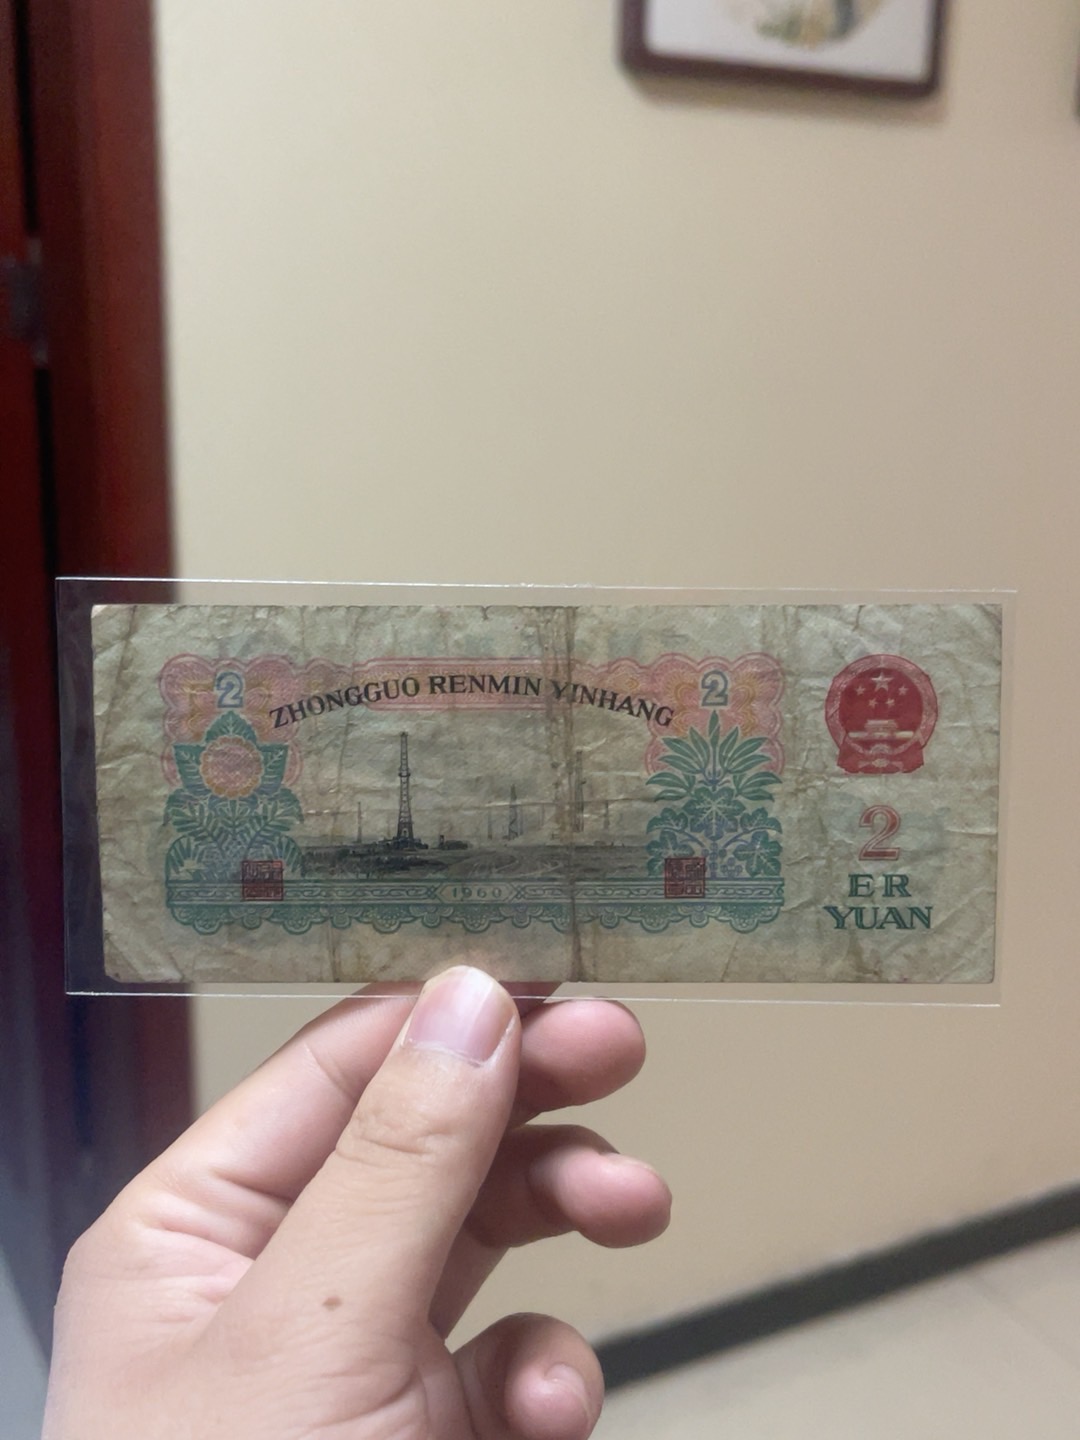 2
2
ZHONGGUO RENMIN YINHANG
1960
2
ER
YUAN